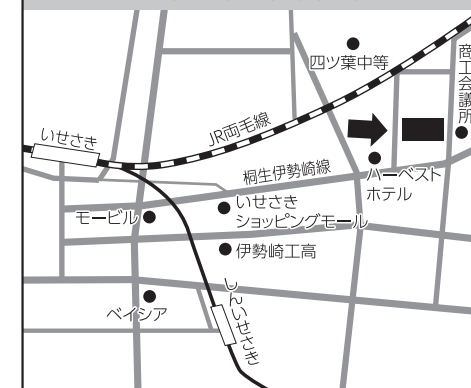 四ツ葉中等
商工会議所
JR両毛線
いせさき
桐生伊勢崎線
ハーベスト
ホテル
いせさき
ショッピングモール
モービル
伊勢崎工高
ベイシア
しんいせさき